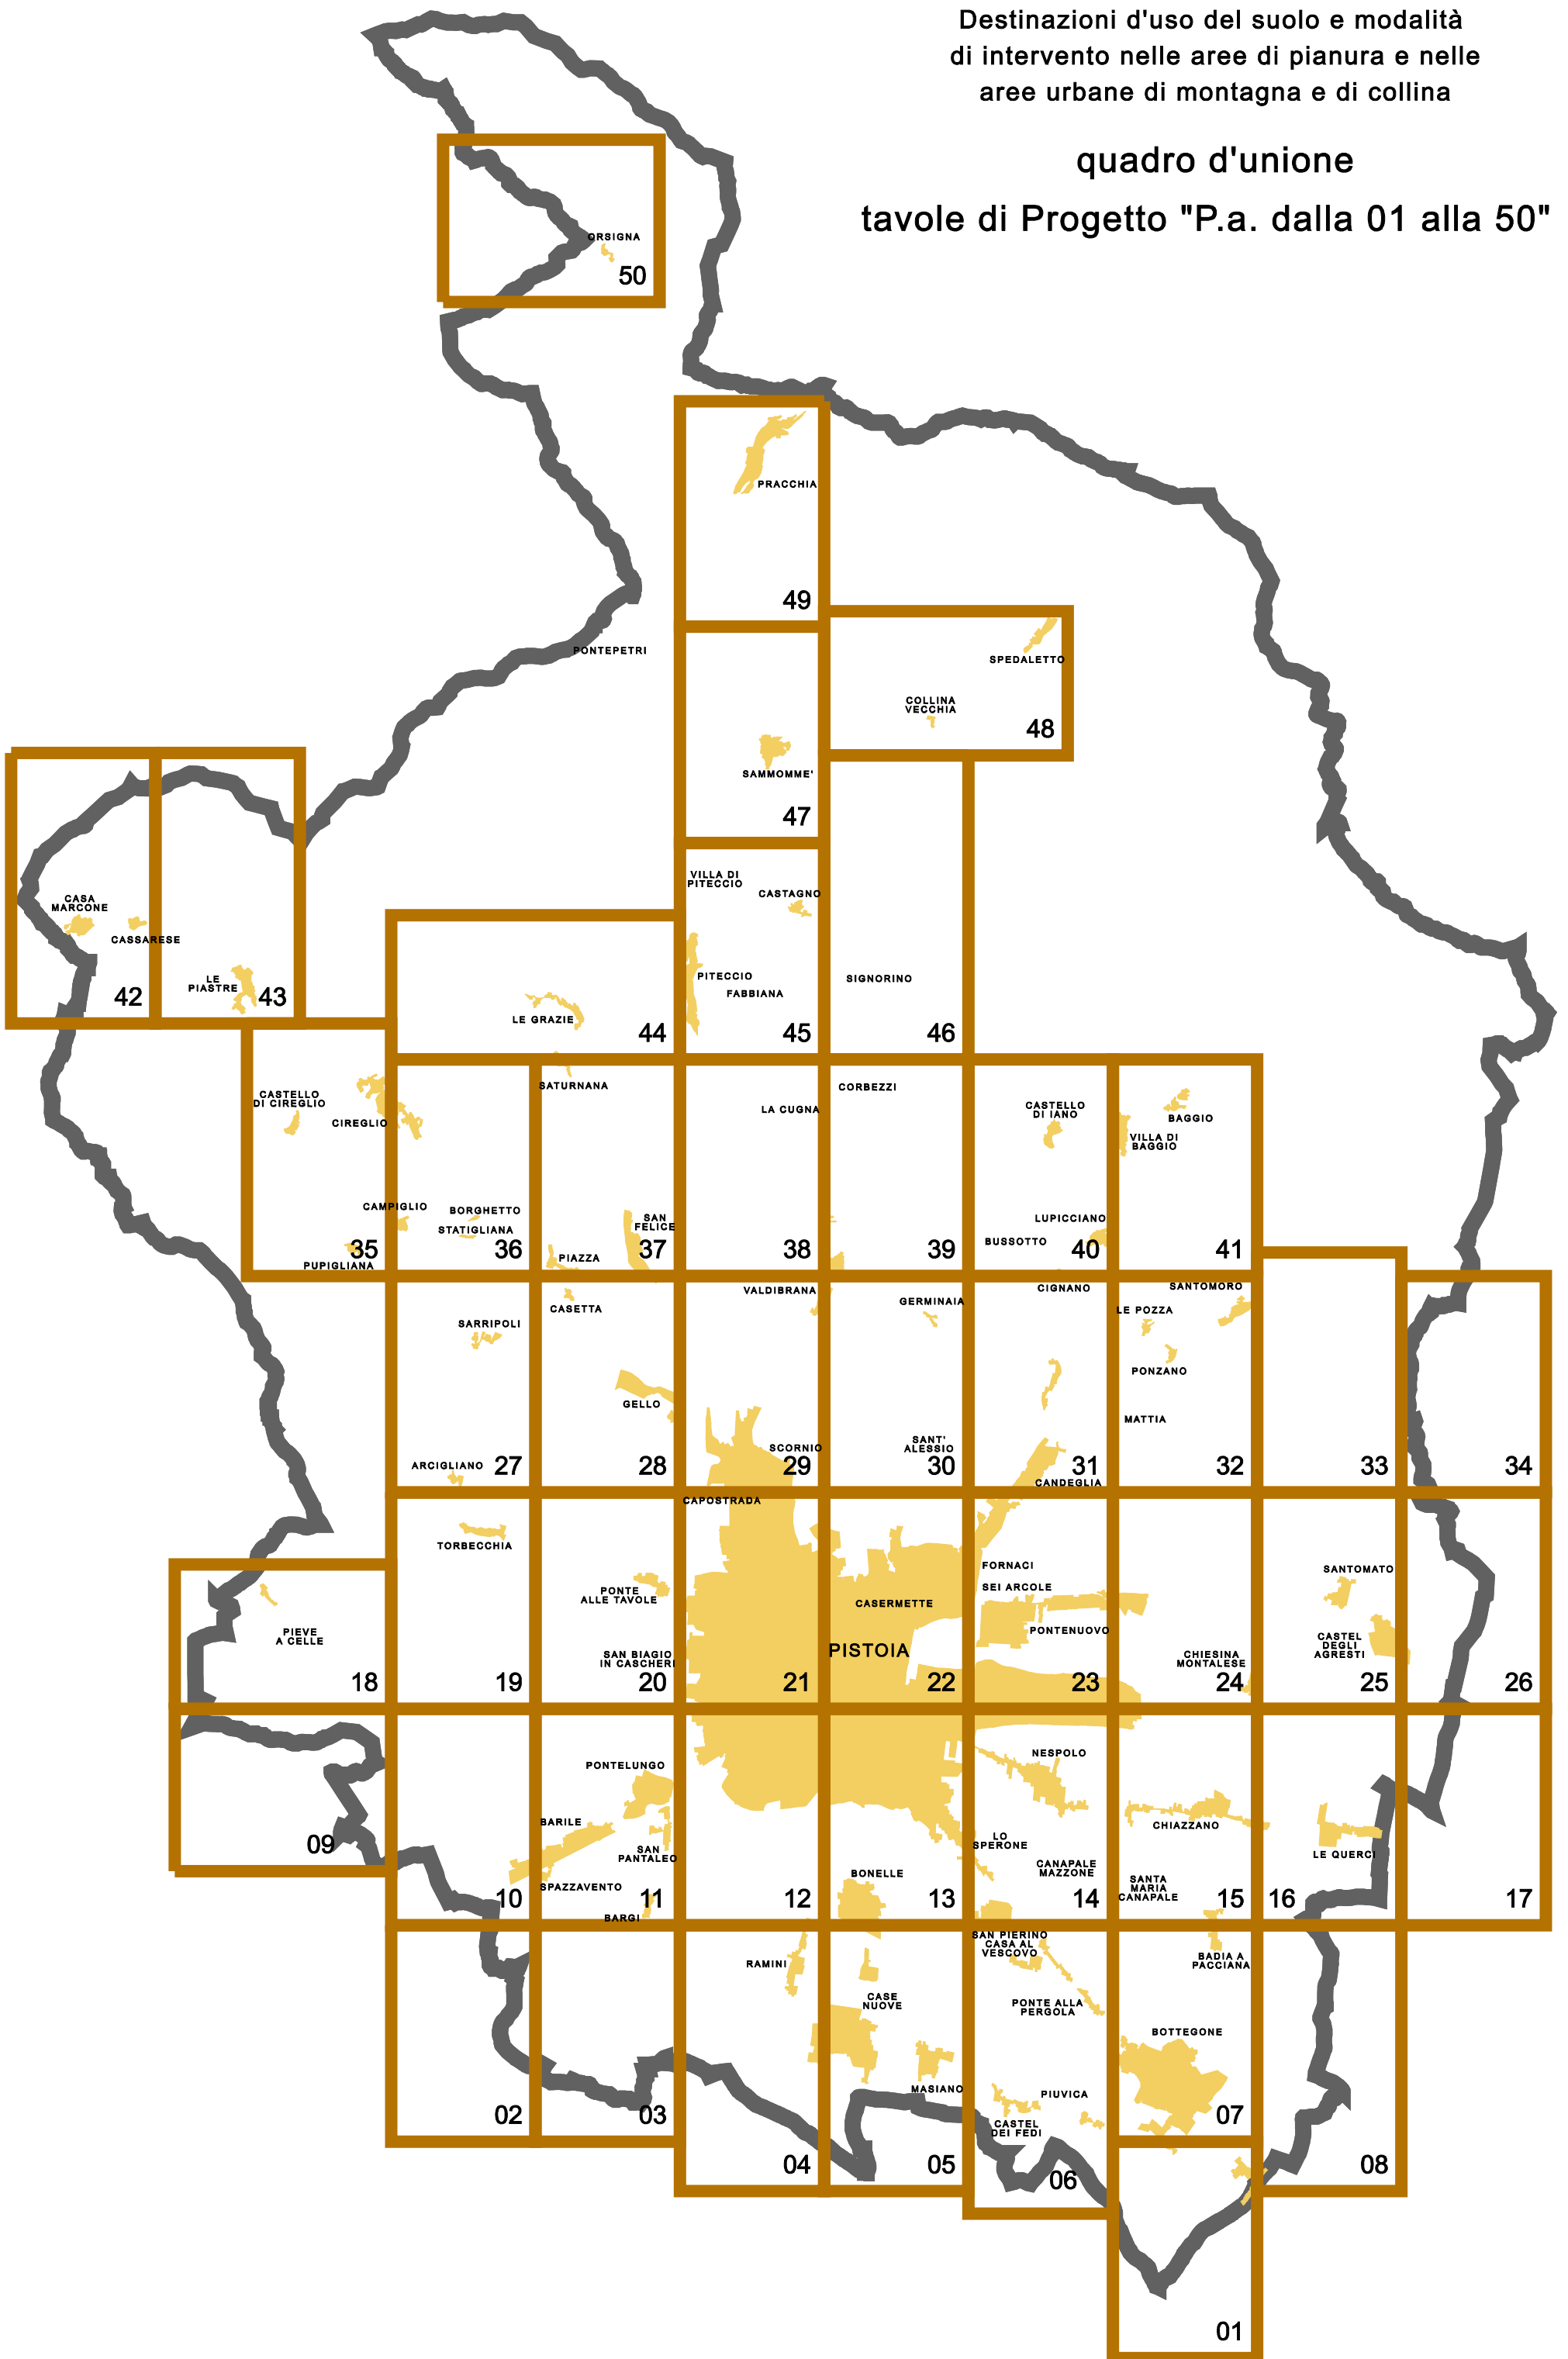 Destinazioni d'uso del suolo e modalità
di intervento nelle aree di pianura e nelle
aree urbane di montagna e di collina
quadro d'unione
tavole di Progetto "P.a. dalla 01 alla 50"
ORSIGNA
50
PRACCHIA
49
PONTEPETRI
SPEDALETTO
COLLINA
VECCHIA
48
SAMMOMME'
47
CASA
MARCONE
CASSARESE
42
LE
PIASTRE
43
LE GRAZIE
44
VILLA DI
PITECCIO
CASTAGNO
PITECCIO
FABBIANA
45
SIGNORINO
46
CASTELLO
DI CIREGLIO
CIREGLIO
CAMPIGLIO
35
PUPIGLIANA
BORGHETTO
STATIGLIANA
36
SATURNANA
SAN
FELICE
PIAZZA
37
LA CUGNA
38
CORBEZZI
39
CASTELLO
DI IANO
LUPICCIANO
BUSSOTTO
40
BAGGIO
VILLA DI
BAGGIO
41
SARRIPOLI
ARCIGLIANO
27
CASETTA
GELLO
28
VALDIBRANA
SCORNIO
29
GERMINAIA
SANT'
ALESSIO
30
CIGNANO
31
CANDEGLIA
SANTOMORO
LE POZZA
PONZANO
MATTIA
32
33
34
PIEVE
A CELLE
18
TORBECCHIA
19
PONTE
ALLE TAVOLE
SAN BIAGIO
IN CASCHERI
20
CAPOSTRADA
21
CASERMETTE
PISTOIA
22
FORNACI
SEI ARCOLE
PONTENUOVO
23
CHIESINA
MONTALESE
24
SANTOMATO
CASTEL
DEGLI
AGRESTI
25
26
09
10
PONTELUNGO
BARILE
SAN
PANTALEO
SPAZZAVENTO
11
BARGI
12
BONELLE
13
NESPOLO
LO
SPERONE
CANAPALE
MAZZONE
14
CHIAZZANO
SANTA
MARIA
CANAPALE
15
LE QUERCI
16
17
02
03
RAMINI
04
CASE
NUOVE
MASIANO
05
SAN PIERINO
CASA AL
VESCOVO
PONTE ALLA
PERGOLA
PIUVICA
CASTEL
DEI FEDI
06
BADIA A
PACCIANA
BOTTEGONE
07
08
01